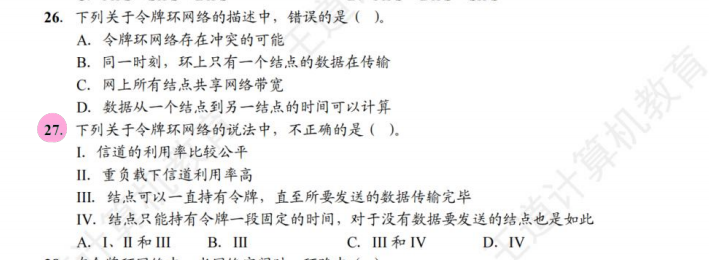 26. 下列关于令牌环网络的描述中，错误的是（ ）。
A. 令牌环网络存在冲突的可能
B. 同一时刻，环上只有一个结点的数据在传输
C. 网上所有结点共享网络带宽
D. 数据从一个结点到另一结点的时间可以计算
27. 下列关于令牌环网络的说法中，不正确的是（ ）。
I. 信道的利用率比较公平
II. 重负载下信道利用率高
III. 结点可以一直持有令牌，直至所要发送的数据传输完毕
IV. 结点只能持有令牌一段固定的时间，对于没有数据要发送的结点也是如此
A. I、II 和 III B. III C. III 和 IV D. IV
王道计算机教育